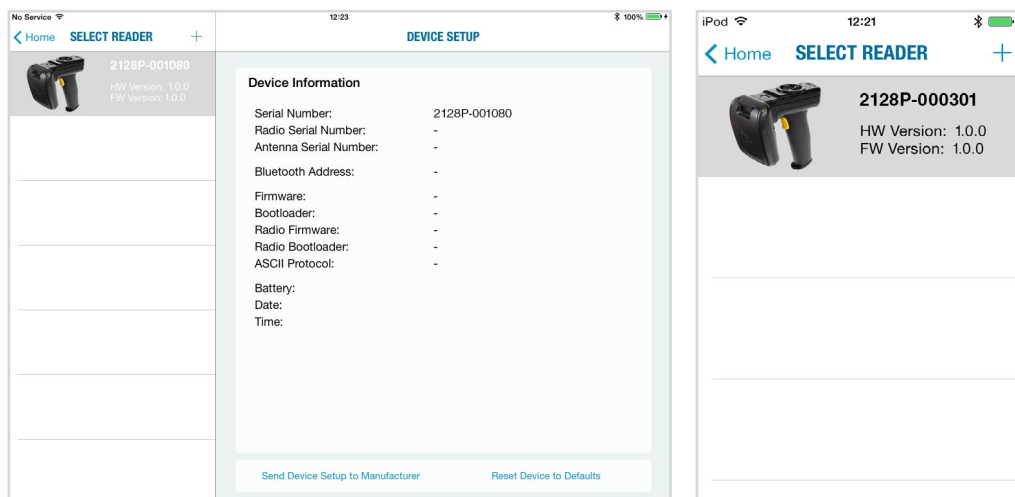 No Service
12:23
100%
Home
SELECT READER
+
DEVICE SETUP
2128P-001080
HW Version: 1.0.0
FW Version: 1.0.0
Device Information
Serial Number: 2128P-001080
Radio Serial Number: -
Antenna Serial Number: -
Bluetooth Address: -
Firmware: -
Bootloader: -
Radio Firmware: -
Radio Bootloader: -
ASCII Protocol: -
Battery:
Date:
Time:
Send Device Setup to Manufacturer
Reset Device to Defaults
iPod
12:21
Home
SELECT READER
+
2128P-000301
HW Version: 1.0.0
FW Version: 1.0.0